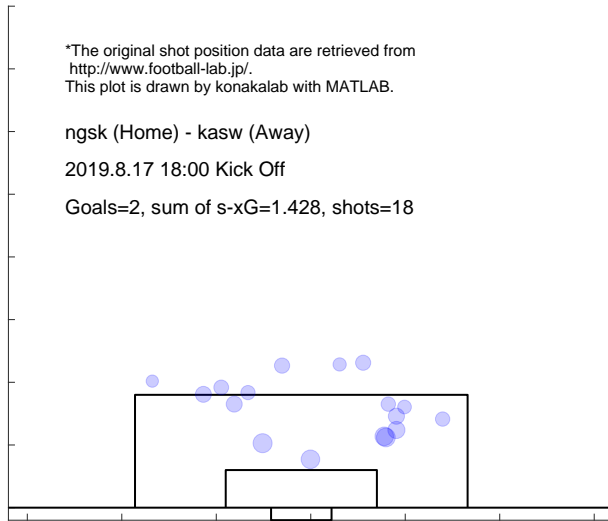 *The original shot position data are retrieved from
http://www.football-lab.jp/.
This plot is drawn by konakalab with MATLAB.
ngsk (Home) - kasw (Away)
2019.8.17 18:00 Kick Off
Goals=2, sum of s-xG=1.428, shots=18